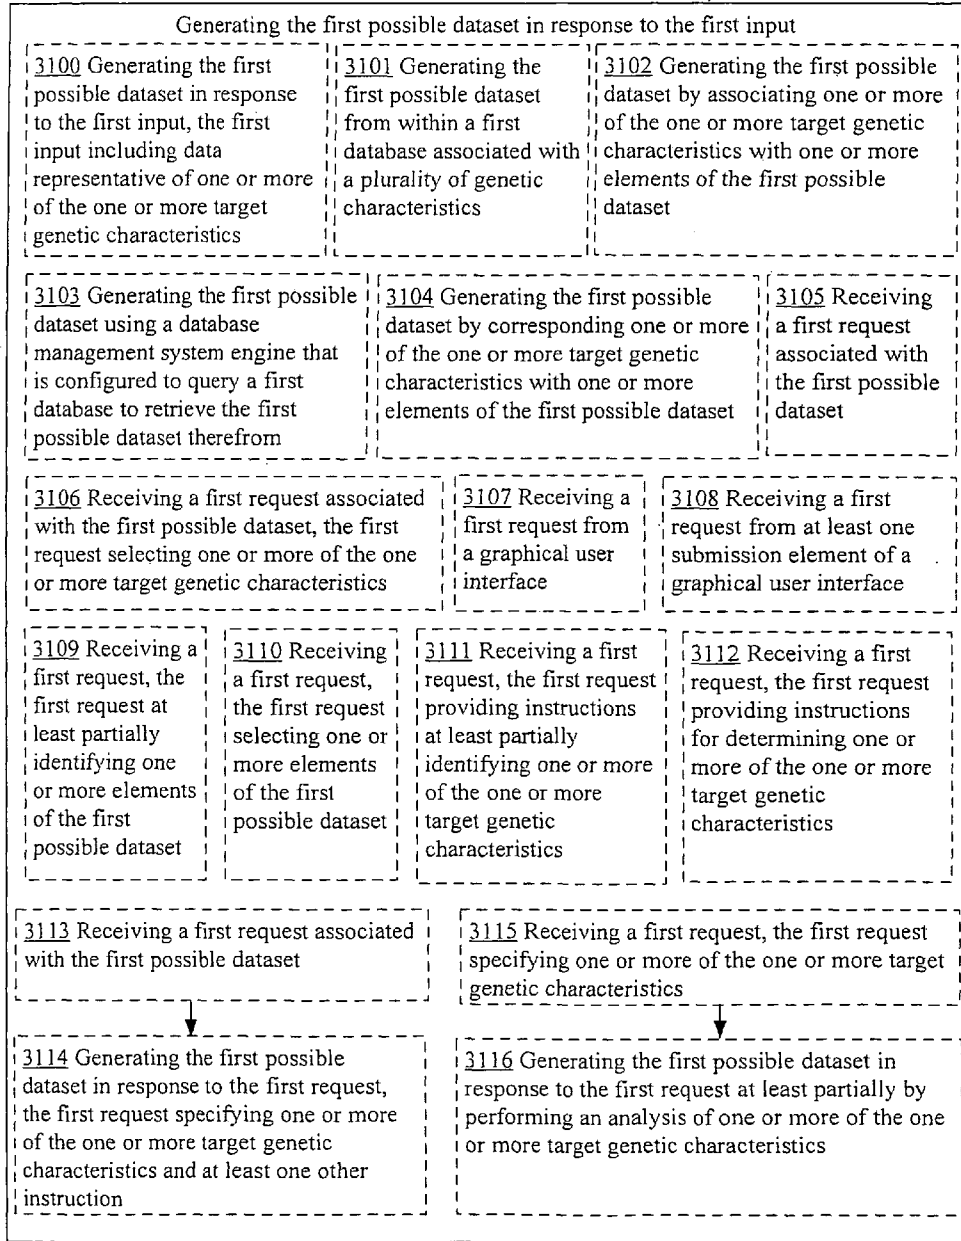 Generating the first possible dataset in response to the first input
3100 Generating the first
possible dataset in response
to the first input, the first
input including data
representative of one or more
of the one or more target
genetic characteristics
3101 Generating the
first possible dataset
from within a first
database associated with
a plurality of genetic
characteristics
3102 Generating the first possible
dataset by associating one or more
of the one or more target genetic
characteristics with one or more
elements of the first possible
dataset
3103 Generating the first possible
dataset using a database
management system engine that
is configured to query a first
database to retrieve the first
possible dataset therefrom
3104 Generating the first possible
dataset by corresponding one or more
of the one or more target genetic
characteristics with one or more
elements of the first possible dataset
3105 Receiving
a first request
associated with
the first possible
dataset
3106 Receiving a first request associated
with the first possible dataset, the first
request selecting one or more of the one
or more target genetic characteristics
3107 Receiving a
first request from
a graphical user
interface
3108 Receiving a first
request from at least one
submission element of a
graphical user interface
3109 Receiving a
first request, the
first request at
least partially
identifying one
or more elements
of the first
possible dataset
3110 Receiving
a first request,
the first request
selecting one or
more elements
of the first
possible dataset
3111 Receiving a first
request, the first request
providing instructions
at least partially
identifying one or more
of the one or more
target genetic
characteristics
3112 Receiving a first
request, the first request
providing instructions
for determining one or
more of the one or more
target genetic
characteristics
3113 Receiving a first request associated
with the first possible dataset
3115 Receiving a first request, the first request
specifying one or more of the one or more target
genetic characteristics
3114 Generating the first possible
dataset in response to the first request,
the first request specifying one or more
of the one or more target genetic
characteristics and at least one other
instruction
3116 Generating the first possible dataset in
response to the first request at least partially by
performing an analysis of one or more of the one
or more target genetic characteristics